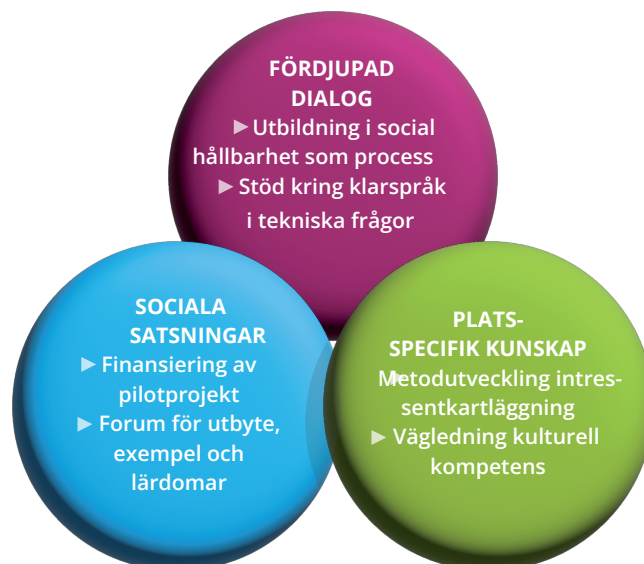 FÖRDJUPAD
DIALOG
▶ Utbildning i social
hållbarhet som process
▶ Stöd kring klarspråk
i tekniska frågor
SOCIALA
SATSNINGAR
▶ Finansiering av
pilotprojekt
▶ Forum för utbyte,
exempel och
lärdomar
PLATS-
SPECIFIK KUNSKAP
▶ Metodutveckling intres-
sentkartläggning
▶ Vägledning kulturell
kompetens